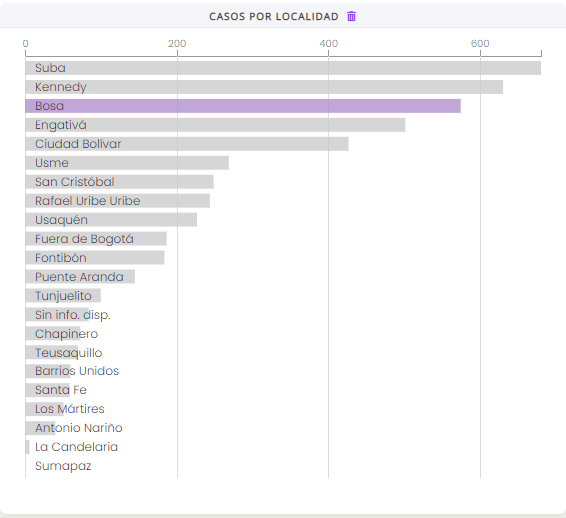 CASOS POR LOCALIDAD
0 200 400 600
Suba
Kennedy
Bosa
Engativá
Ciudad Bolívar
Usme
San Cristóbal
Rafael Uribe Uribe
Usaquén
Fuera de Bogotá
Fontibón
Puente Aranda
Tunjuelito
Sin info. disp.
Chapinero
Teusaquillo
Barrios Unidos
Santa Fe
Los Mártires
Antonio Nariño
La Candelaria
Sumapaz